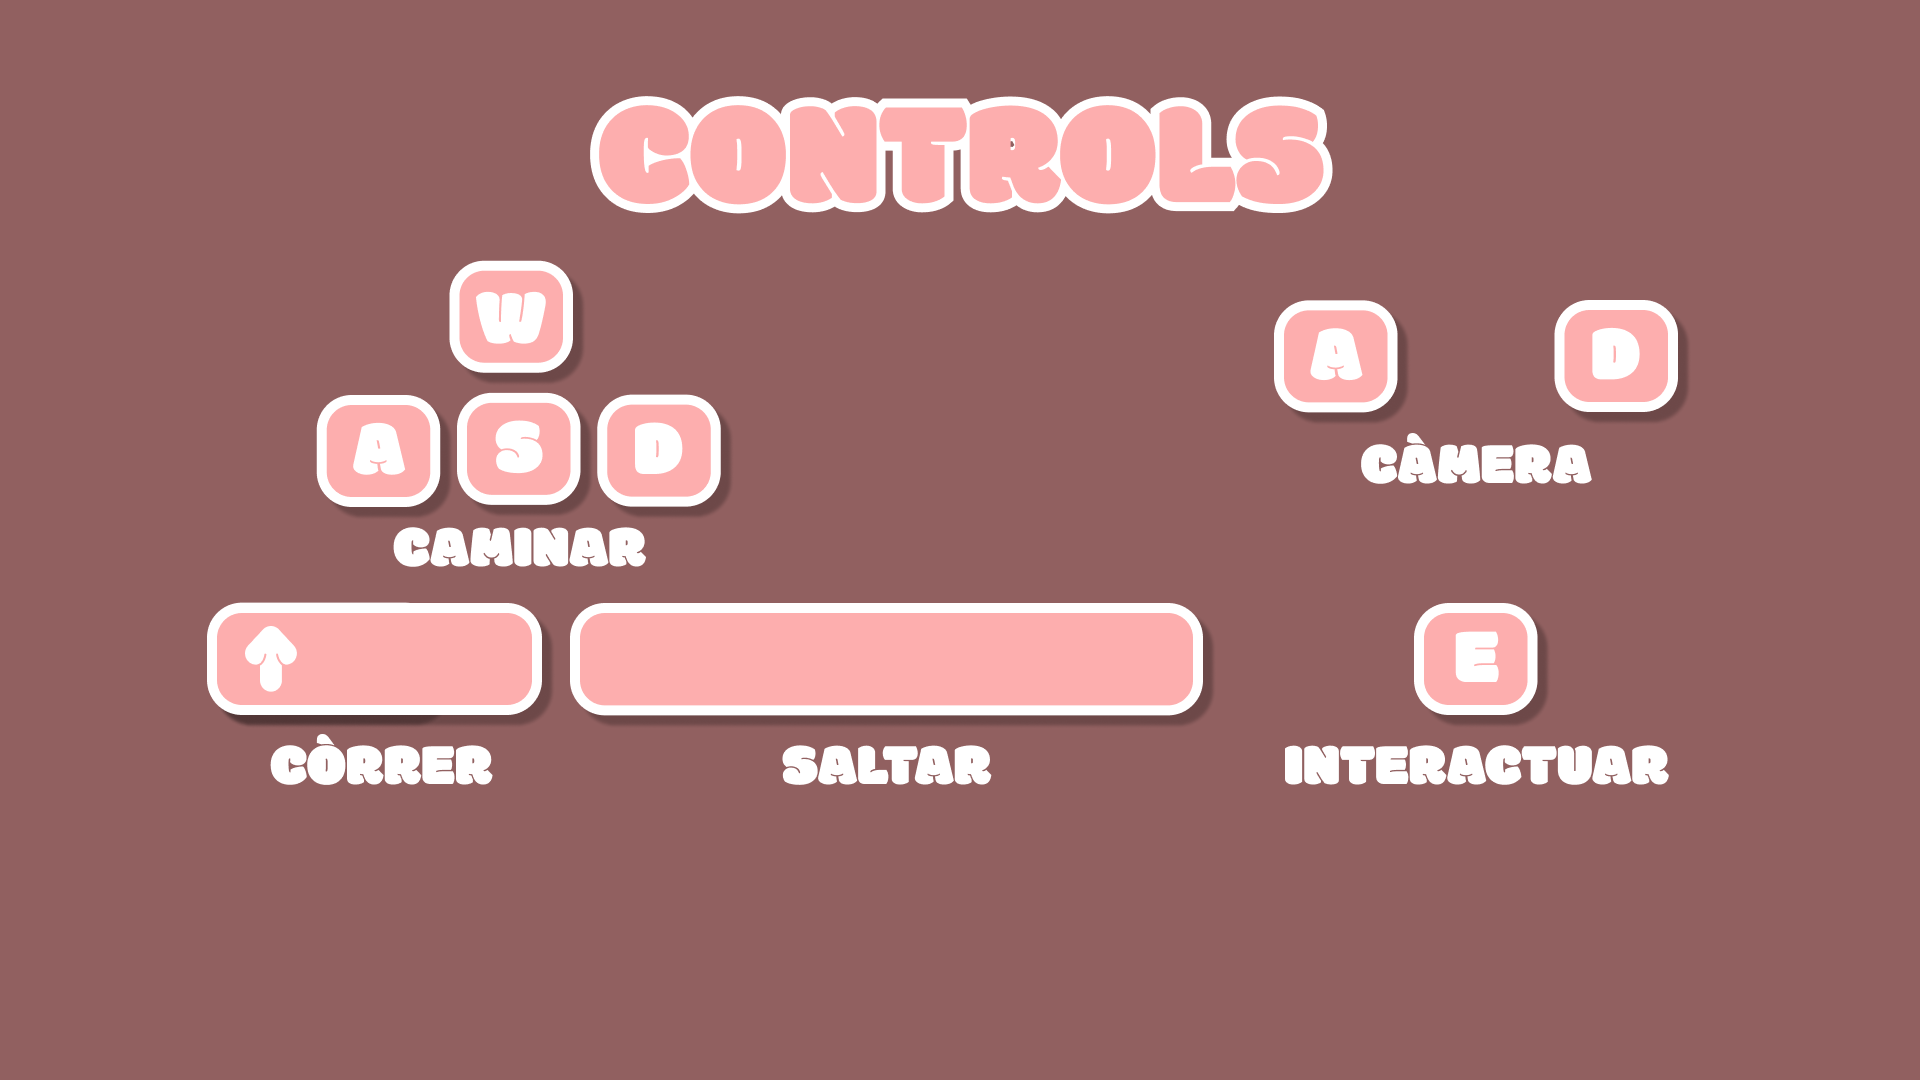 CONTROLS
W
A S D
CAMINAR
A D
CÀMERA
CÒRRER
SALTAR
E
INTERACTUAR